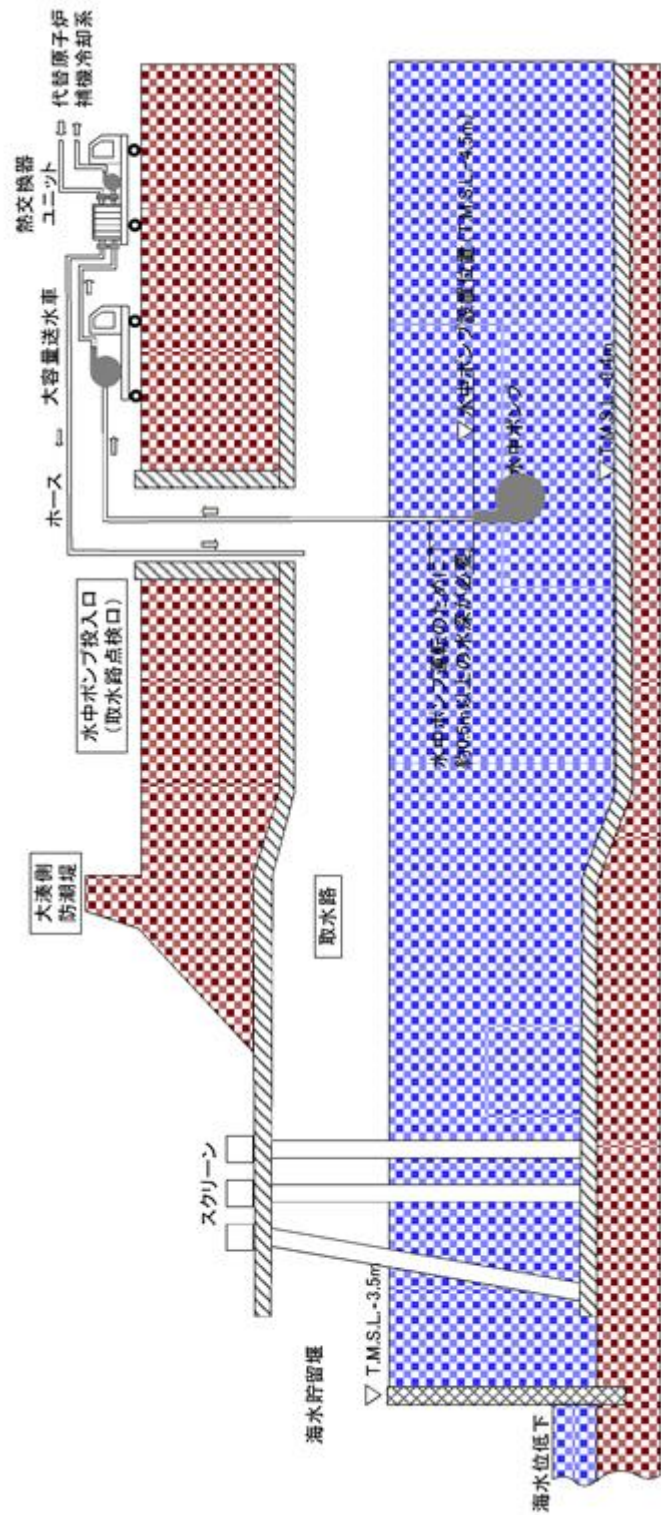 大湊側
防潮堤
水中ポンプ投入口
(取水路点検口)
ホース
大容量送水車
熱交換器
ユニット
代替原子炉
補機冷却系
スクリーン
取水路
海水貯留堰
▽ T.M.S.L.-3.5m
水中ポンプ運転のために
約0.5m以上の水深が必要
▽ 水中ポンプ設置位置 (T.M.S.L.-4.5m)
水中ポンプ
海水位低下
▽ T.M.S.L.